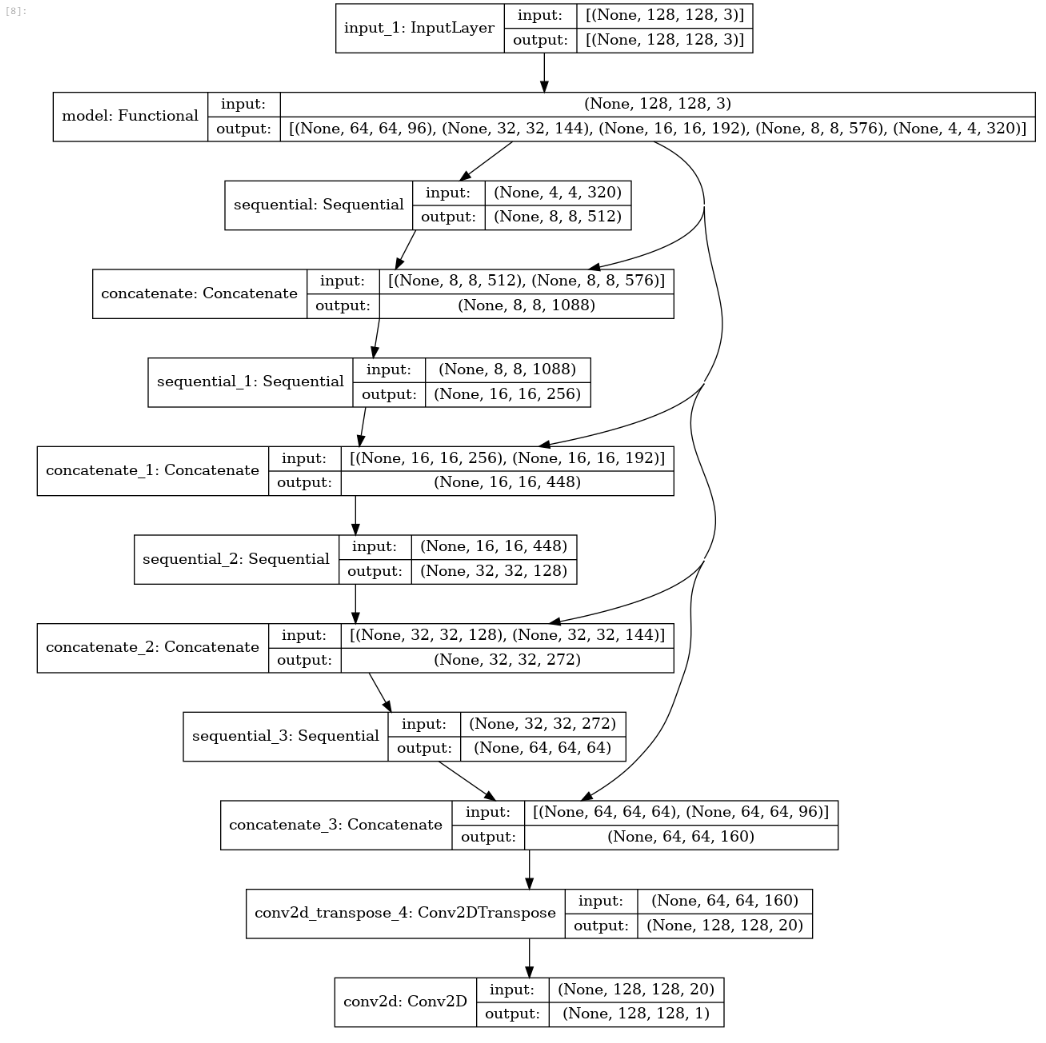 [8]:
input_1: InputLayer
input: [(None, 128, 128, 3)]
output: [(None, 128, 128, 3)]
model: Functional
input: (None, 128, 128, 3)
output: [(None, 64, 64, 96), (None, 32, 32, 144), (None, 16, 16, 192), (None, 8, 8, 576), (None, 4, 4, 320)]
sequential: Sequential
input: (None, 4, 4, 320)
output: (None, 8, 8, 512)
concatenate: Concatenate
input: [(None, 8, 8, 512), (None, 8, 8, 576)]
output: (None, 8, 8, 1088)
sequential_1: Sequential
input: (None, 8, 8, 1088)
output: (None, 16, 16, 256)
concatenate_1: Concatenate
input: [(None, 16, 16, 256), (None, 16, 16, 192)]
output: (None, 16, 16, 448)
sequential_2: Sequential
input: (None, 16, 16, 448)
output: (None, 32, 32, 128)
concatenate_2: Concatenate
input: [(None, 32, 32, 128), (None, 32, 32, 144)]
output: (None, 32, 32, 272)
sequential_3: Sequential
input: (None, 32, 32, 272)
output: (None, 64, 64, 64)
concatenate_3: Concatenate
input: [(None, 64, 64, 64), (None, 64, 64, 96)]
output: (None, 64, 64, 160)
conv2d_transpose_4: Conv2DTranspose
input: (None, 64, 64, 160)
output: (None, 128, 128, 20)
conv2d: Conv2D
input: (None, 128, 128, 20)
output: (None, 128, 128, 1)